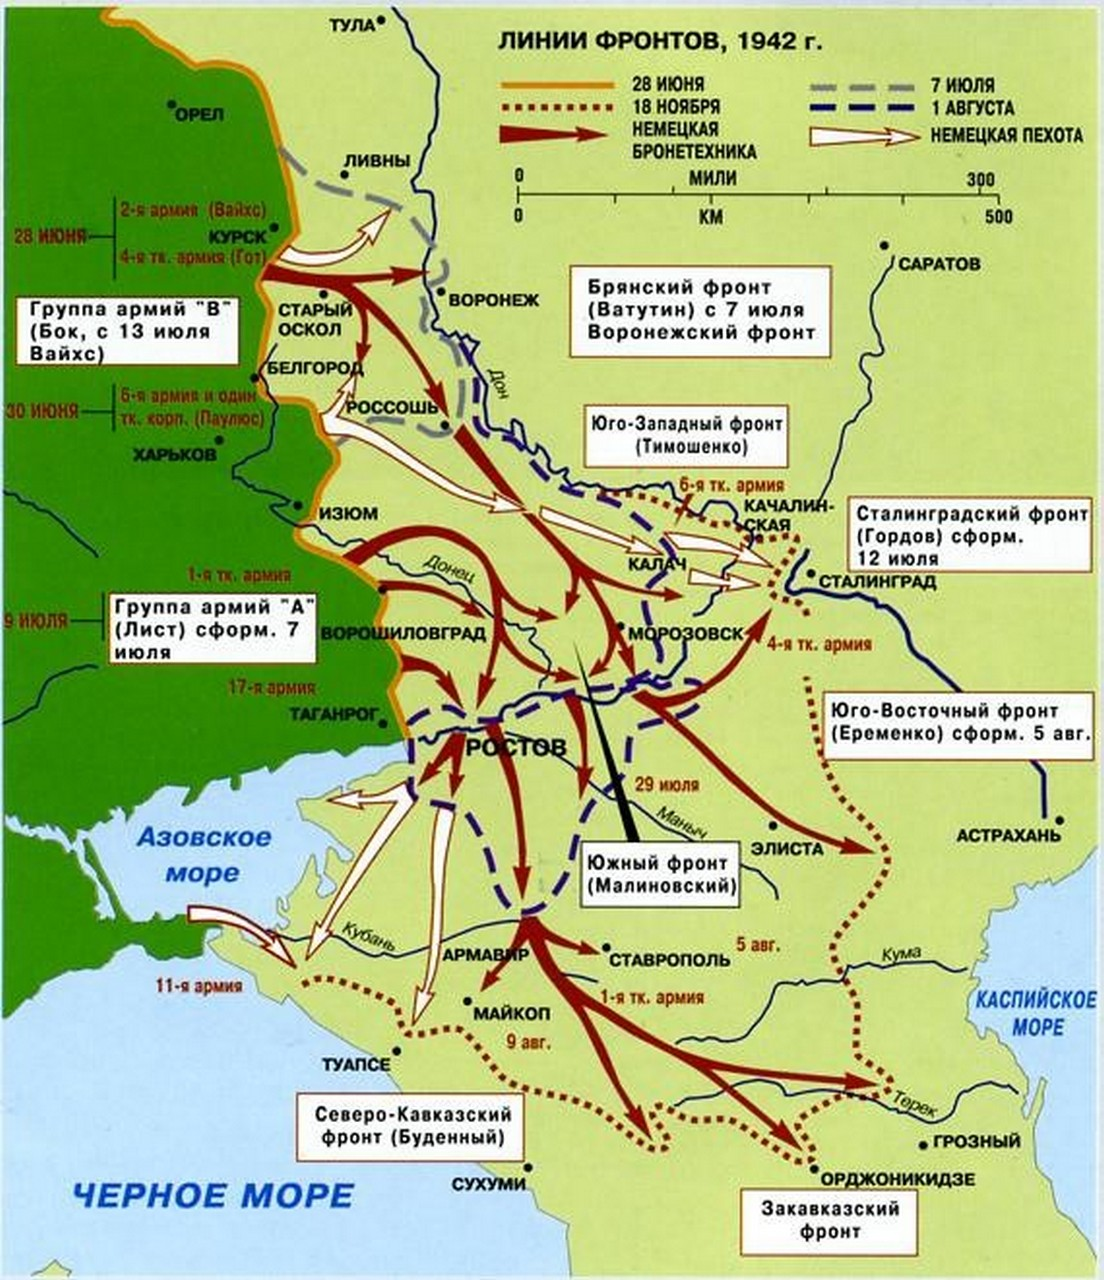 ТУЛА
ЛИНИИ ФРОНТОВ, 1942 г.
28 ИЮНЯ
18 НОЯБРЯ
НЕМЕЦКАЯ
БРОНЕТЕХНИКА
7 ИЮЛЯ
1 АВГУСТА
НЕМЕЦКАЯ ПЕХОТА
0
МИЛИ
300
0
КМ
500
ОРЕЛ
ЛИВНЫ
28 ИЮНЯ
2-я армия (Вайхс)
КУРСК
4-я тк. армия (Гот)
САРАТОВ
Группа армий "В"
(Бок, с 13 июля
Вайхс)
СТАРЫЙ
ОСКОЛ
ВОРОНЕЖ
Брянский фронт
(Ватутин) с 7 июля
Воронежский фронт
БЕЛГОРОД
Дон
30 ИЮНЯ
6-я армия и один
тк. корп. (Паулюс)
РОССОШЬ
ХАРЬКОВ
Юго-Западный фронт
(Тимошенко)
6-я тк. армия
КАЧАЛИН-
СКАЯ
ИЗЮМ
Сталинградский фронт
(Гордов) сформ.
12 июля
КАЛАЧ
Донец
СТАЛИНГРАД
1-я тк. армия
9 ИЮЛЯ
Группа армий "А"
(Лист) сформ. 7
июля
ВОРОШИЛОВГРАД
МОРОЗОВСК
4-я тк. армия
17-я армия
ТАГАНРОГ
РОСТОВ
Юго-Восточный фронт
(Еременко) сформ. 5 авг.
29 июля
Маныч
ЭЛИСТА
АСТРАХАНЬ
Азовское
море
Южный фронт
(Малиновский)
Кубань
АРМАВИР
СТАВРОПОЛЬ
5 авг.
Кума
11-я армия
1-я тк. армия
КАСПИЙСКОЕ
МОРЕ
МАЙКОП
9 авг.
ТУАПСЕ
Терек
Северо-Кавказский
фронт (Буденный)
ГРОЗНЫЙ
СУХУМИ
ОРДЖОНИКИДЗЕ
ЧЕРНОЕ МОРЕ
Закавказский
фронт